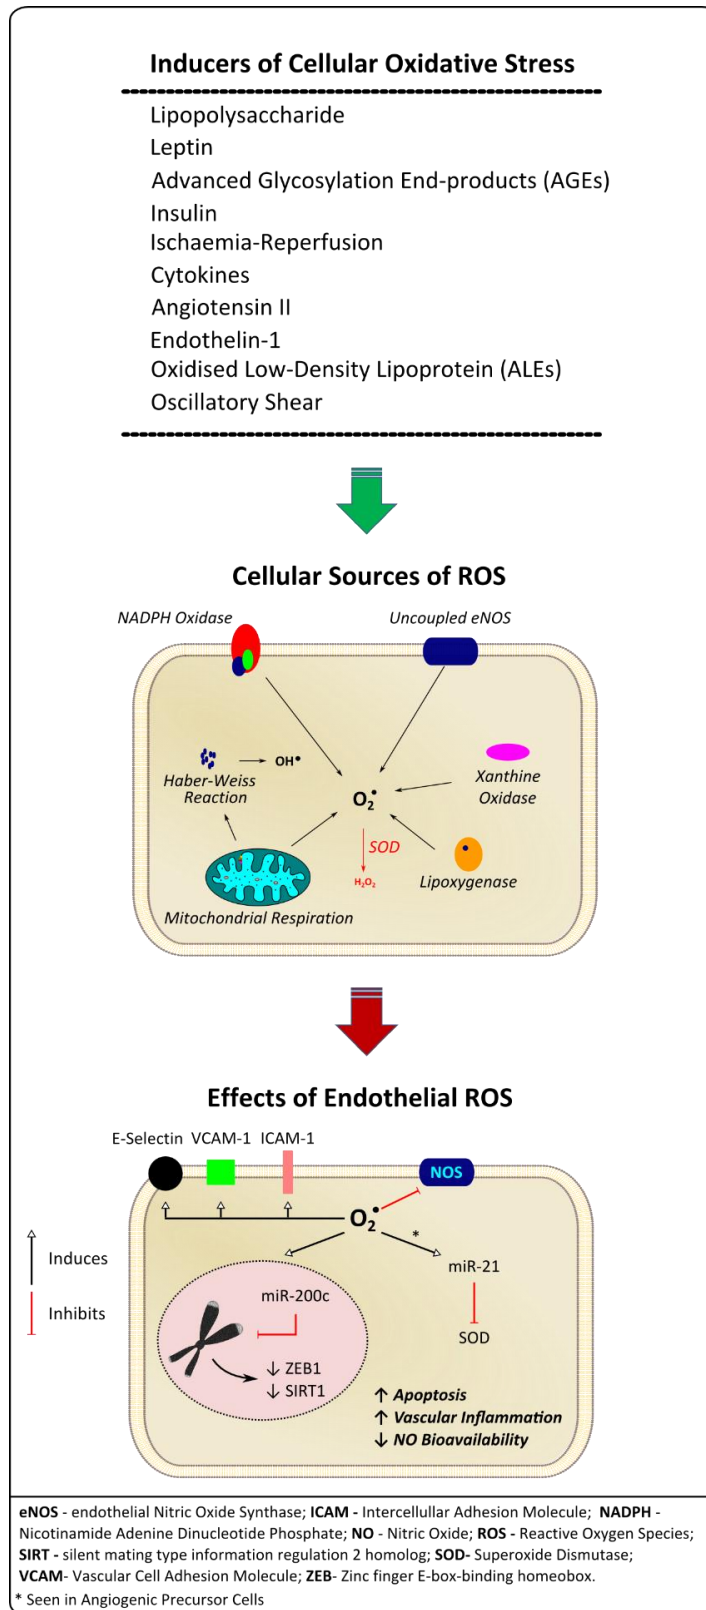 Inducers of Cellular Oxidative Stress
Lipopolysaccharide
Leptin
Advanced Glycosylation End-products (AGEs)
Insulin
Ischaemia-Reperfusion
Cytokines
Angiotensin II
Endothelin-1
Oxidised Low-Density Lipoprotein (ALEs)
Oscillatory Shear
Cellular Sources of ROS
NADPH Oxidase
Uncoupled eNOS
Haber-Weiss
Reaction
OH•
O₂•
Xanthine
Oxidase
SOD
H₂O₂
Mitochondrial Respiration
Lipoxygenase
Effects of Endothelial ROS
E-Selectin VCAM-1 ICAM-1
NOS
O₂•
*
Induces
Inhibits
miR-200c
↓ ZEB1
↓ SIRT1
miR-21
SOD
↑ Apoptosis
↑ Vascular Inflammation
↓ NO Bioavailability
eNOS - endothelial Nitric Oxide Synthase; ICAM - Intercellullar Adhesion Molecule; NADPH -
Nicotinamide Adenine Dinucleotide Phosphate; NO - Nitric Oxide; ROS - Reactive Oxygen Species;
SIRT - silent mating type information regulation 2 homolog; SOD- Superoxide Dismutase;
VCAM- Vascular Cell Adhesion Molecule; ZEB- Zinc finger E-box-binding homeobox.
* Seen in Angiogenic Precursor Cells